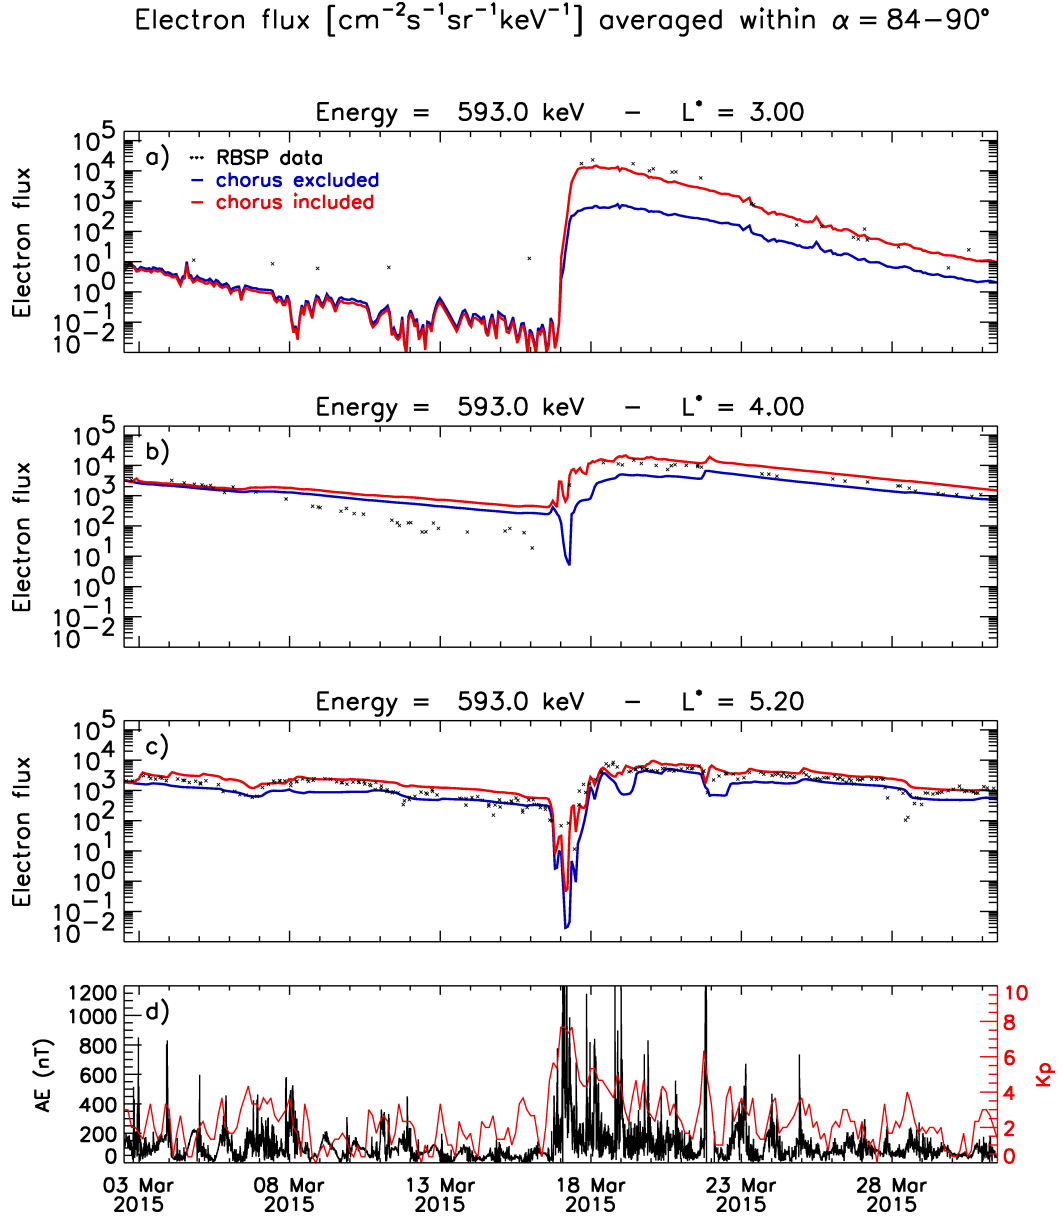 Electron flux [cm⁻²s⁻¹sr⁻¹keV⁻¹] averaged within α = 84−90°
Energy = 593.0 keV − L* = 3.00
Electron flux
10⁵
10⁴
10³
10²
10¹
10⁰
10⁻¹
10⁻²
10⁻²
a)
RBSP data
chorus excluded
chorus included
Energy = 593.0 keV − L* = 4.00
Electron flux
10⁵
10⁴
10³
10²
10¹
10⁰
10⁻¹
10⁻²
b)
Energy = 593.0 keV − L* = 5.20
Electron flux
10⁵
10⁴
10³
10²
10¹
10⁰
10⁻¹
10⁻²
10⁻²
c)
AE (nT)
1200
1000
800
600
400
200
0
d)
10
8
6
4
2
0
Kp
03 Mar 08 Mar 13 Mar 18 Mar 23 Mar 28 Mar
2015 2015 2015 2015 2015 2015